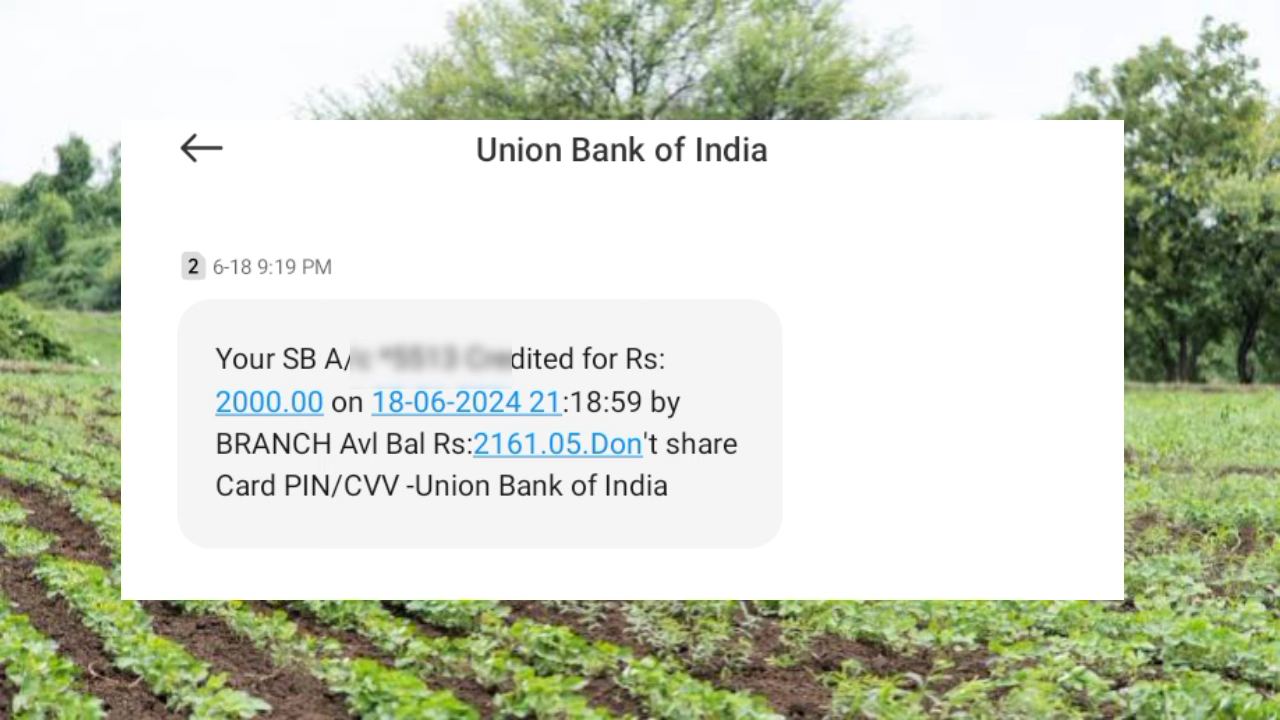 Union Bank of India
2 6-18 9:19 PM
Your SB A/ dited for Rs:
2000.00 on 18-06-2024 21:18:59 by
BRANCH Avl Bal Rs:2161.05.Don't share
Card PIN/CVV -Union Bank of India